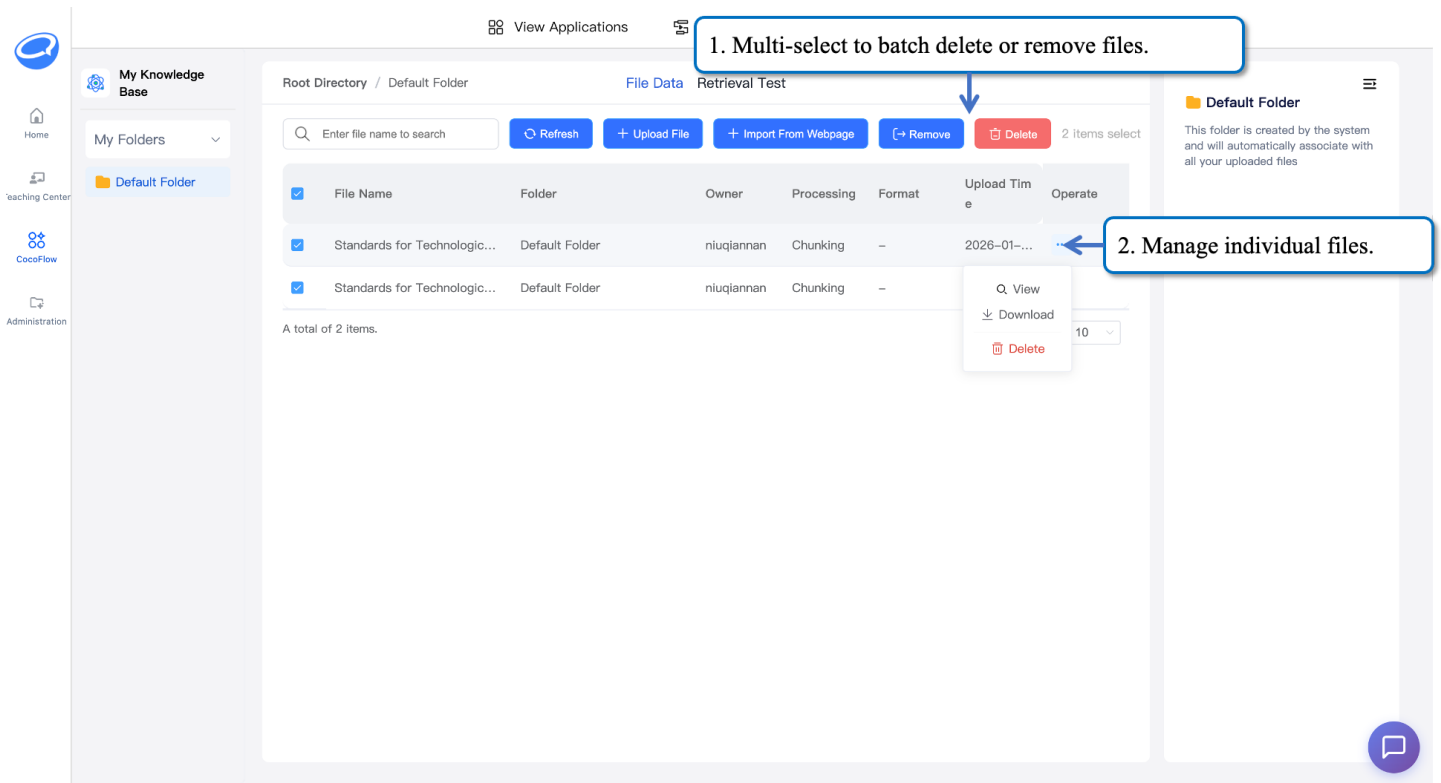 View Applications
1. Multi-select to batch delete or remove files.
Home
Teaching Center
CocoFlow
Administration
My Knowledge
Base
My Folders
Default Folder
Root Directory / Default Folder
File Data Retrieval Test
Enter file name to search
Refresh
+ Upload File
+ Import From Webpage
Remove
Delete
2 items select
File Name Folder Owner Processing Format Upload Tim
e Operate
Standards for Technologic... Default Folder niuqiannan Chunking – 2026-01-...
Standards for Technologic... Default Folder niuqiannan Chunking –
A total of 2 items.
10
View
Download
Delete
2. Manage individual files.
Default Folder
This folder is created by the system
and will automatically associate with
all your uploaded files